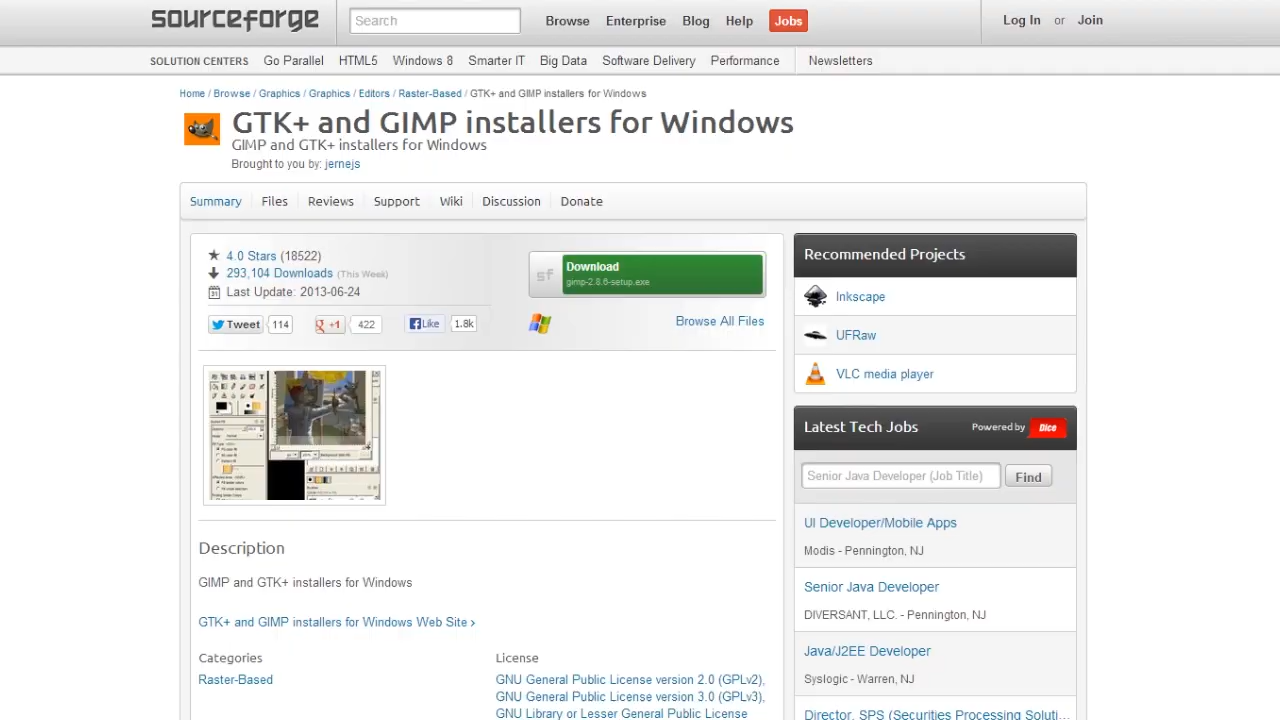 sourceforge
Search
Browse Enterprise Blog Help Jobs
Log In or Join
SOLUTION CENTERS Go Parallel HTML5 Windows 8 Smarter IT Big Data Software Delivery Performance Newsletters
Home / Browse / Graphics / Graphics / Editors / Raster-Based / GTK+ and GIMP installers for Windows
GTK+ and GIMP installers for Windows
GIMP and GTK+ installers for Windows
Brought to you by: jernejs
Summary Files Reviews Support Wiki Discussion Donate
4.0 Stars (18522)
293,104 Downloads (This Week)
Last Update: 2013-06-24
Tweet 114 +1 422 Like 1.8k
sf Download
gimp-2.8.6-setup.exe
Browse All Files
Description
GIMP and GTK+ installers for Windows
GTK+ and GIMP installers for Windows Web Site ›
Categories
Raster-Based
License
GNU General Public License version 2.0 (GPLv2),
GNU General Public License version 3.0 (GPLv3),
GNU Library or Lesser General Public License
Recommended Projects
Inkscape
UFRaw
VLC media player
Latest Tech Jobs Powered by Dice
Senior Java Developer (Job Title) Find
UI Developer/Mobile Apps
Modis - Pennington, NJ
Senior Java Developer
DIVERSANT, LLC. - Pennington, NJ
Java/J2EE Developer
Syslogic - Warren, NJ
Director, SPS (Securities Processing Soluti...